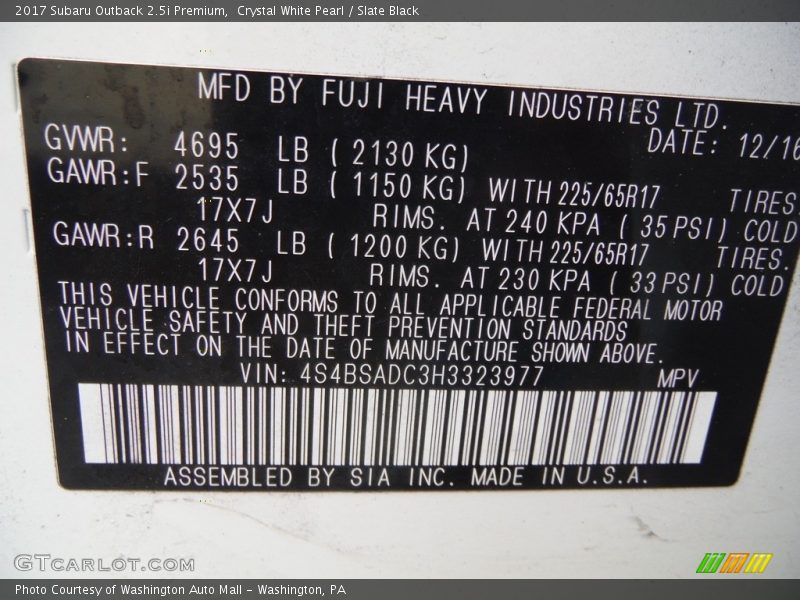 2017 Subaru Outback 2.5i Premium,  Crystal White Pearl / Slate Black
MFD BY FUJI HEAVY INDUSTRIES LTD.
GVWR: 4695 LB ( 2130 KG) DATE: 12/16
GAWR:F 2535 LB ( 1150 KG) WITH 225/65R17 TIRES.
17X7J RIMS. AT 240 KPA ( 35 PSI) COLD
GAWR:R 2645 LB ( 1200 KG) WITH 225/65R17 TIRES.
17X7J RIMS. AT 230 KPA ( 33 PSI) COLD
THIS VEHICLE CONFORMS TO ALL APPLICABLE FEDERAL MOTOR
VEHICLE SAFETY AND THEFT PREVENTION STANDARDS
IN EFFECT ON THE DATE OF MANUFACTURE SHOWN ABOVE.
VIN: 4S4BSADC3H3323977 MPV
ASSEMBLED BY SIA INC. MADE IN U.S.A.
GTCARLOT.COM
Photo Courtesy of Washington Auto Mall - Washington, PA